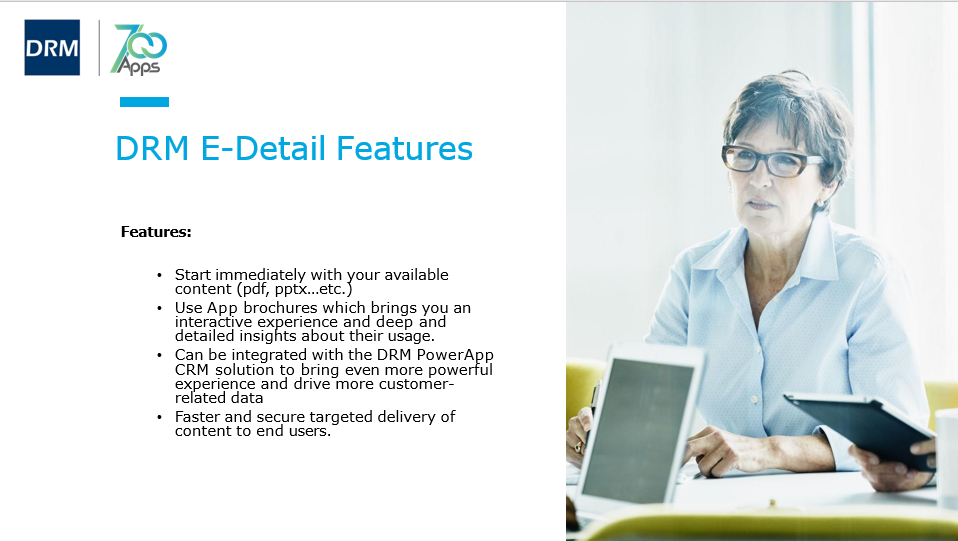 DRM
700
Apps
DRM E-Detail Features
Features:
• Start immediately with your available
content (pdf, pptx...etc.)
• Use App brochures which brings you an
interactive experience and deep and
detailed insights about their usage.
• Can be integrated with the DRM PowerApp
CRM solution to bring even more powerful
experience and drive more customer-
related data
• Faster and secure targeted delivery of
content to end users.